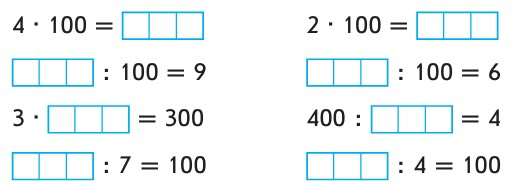 4 · 100 =
: 100 = 9
3 · = 300
: 7 = 100
2 · 100 =
: 100 = 6
400 : = 4
: 4 = 100